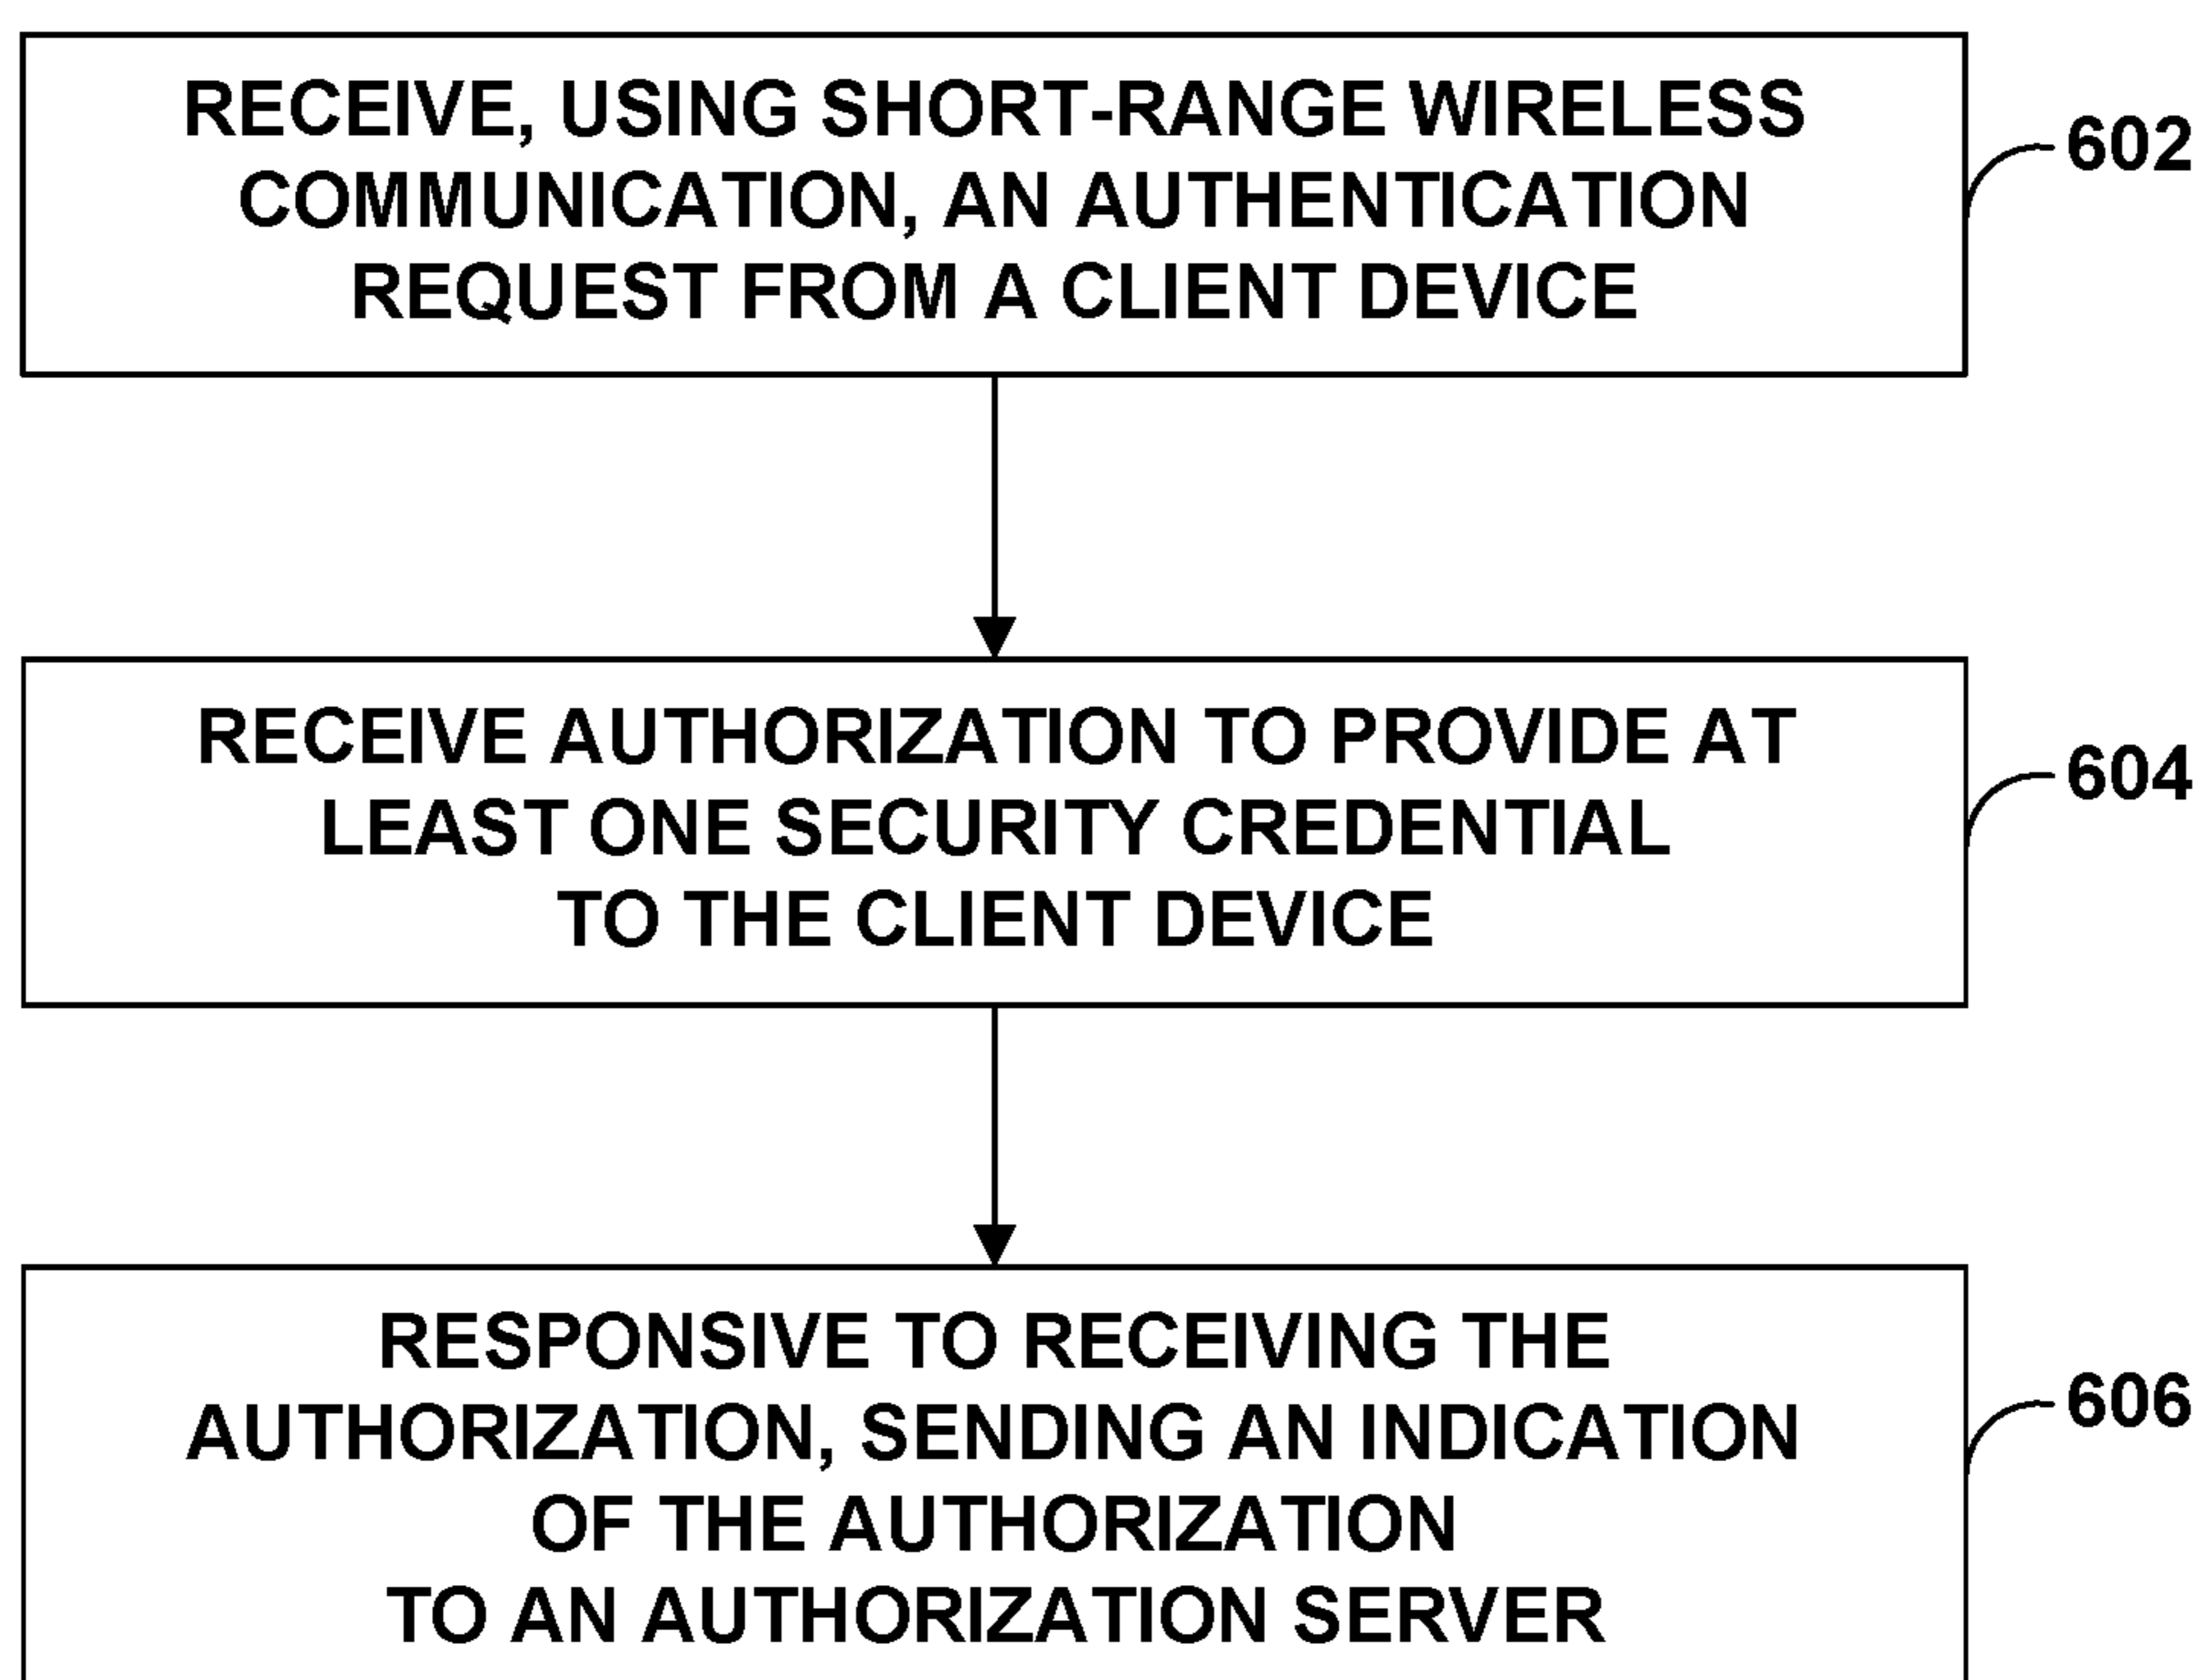 RECEIVE, USING SHORT-RANGE WIRELESS
COMMUNICATION, AN AUTHENTICATION
REQUEST FROM A CLIENT DEVICE
602
RECEIVE AUTHORIZATION TO PROVIDE AT
LEAST ONE SECURITY CREDENTIAL
TO THE CLIENT DEVICE
604
RESPONSIVE TO RECEIVING THE
AUTHORIZATION, SENDING AN INDICATION
OF THE AUTHORIZATION
TO AN AUTHORIZATION SERVER
606